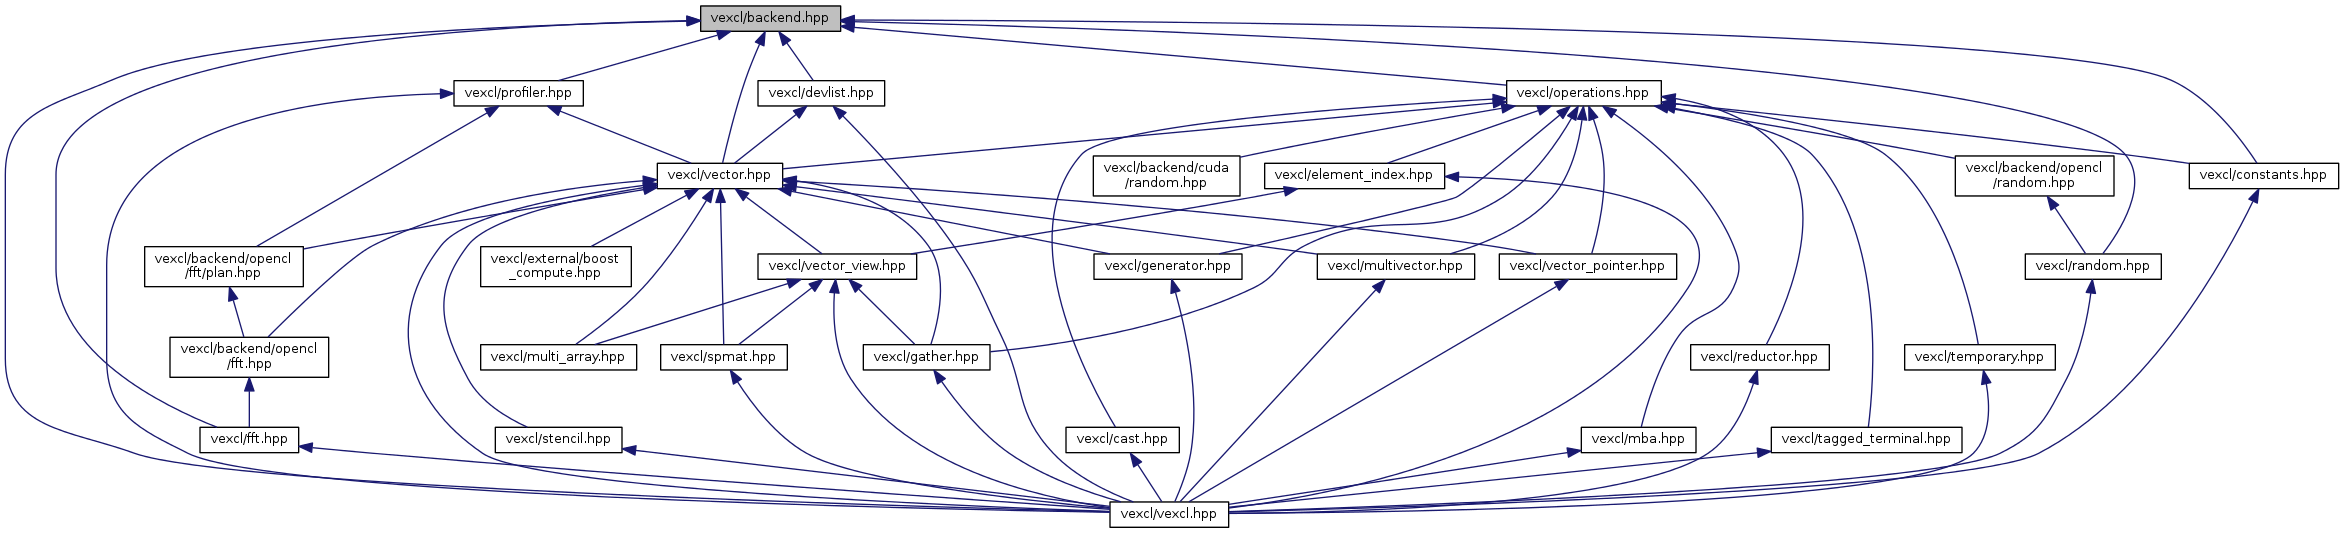 vexcl/backend.hpp
vexcl/profiler.hpp
vexcl/devlist.hpp
vexcl/operations.hpp
vexcl/vector.hpp
vexcl/backend/cuda
/random.hpp
vexcl/element_index.hpp
vexcl/backend/opencl
/random.hpp
vexcl/constants.hpp
vexcl/backend/opencl
/fft/plan.hpp
vexcl/external/boost
_compute.hpp
vexcl/vector_view.hpp
vexcl/generator.hpp
vexcl/multivector.hpp
vexcl/vector_pointer.hpp
vexcl/random.hpp
vexcl/backend/opencl
/fft.hpp
vexcl/multi_array.hpp
vexcl/spmat.hpp
vexcl/gather.hpp
vexcl/reductor.hpp
vexcl/temporary.hpp
vexcl/fft.hpp
vexcl/stencil.hpp
vexcl/cast.hpp
vexcl/mba.hpp
vexcl/tagged_terminal.hpp
vexcl/vexcl.hpp